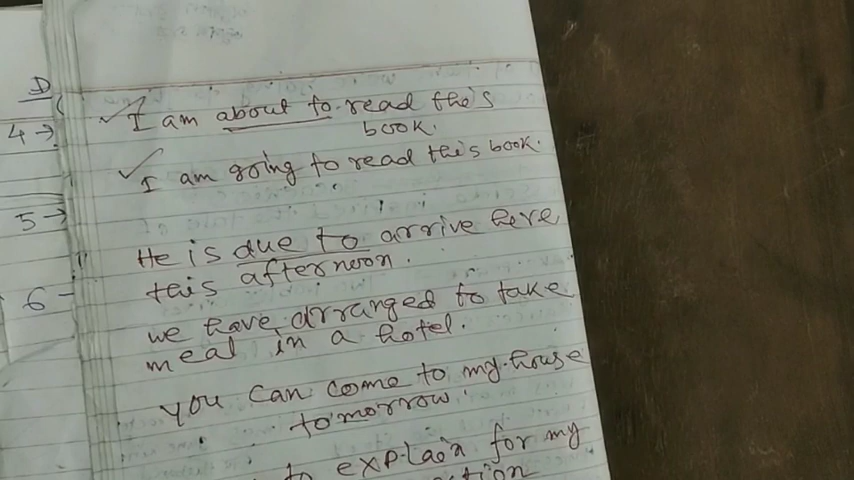 D
4→
5→
6-
I am about to read this
book.
I am going to read this book.
He is due to arrive here
this afternoon.
we have arranged to take
meal in a hotel.
you can come to my house
tomorrow.
to explain for my